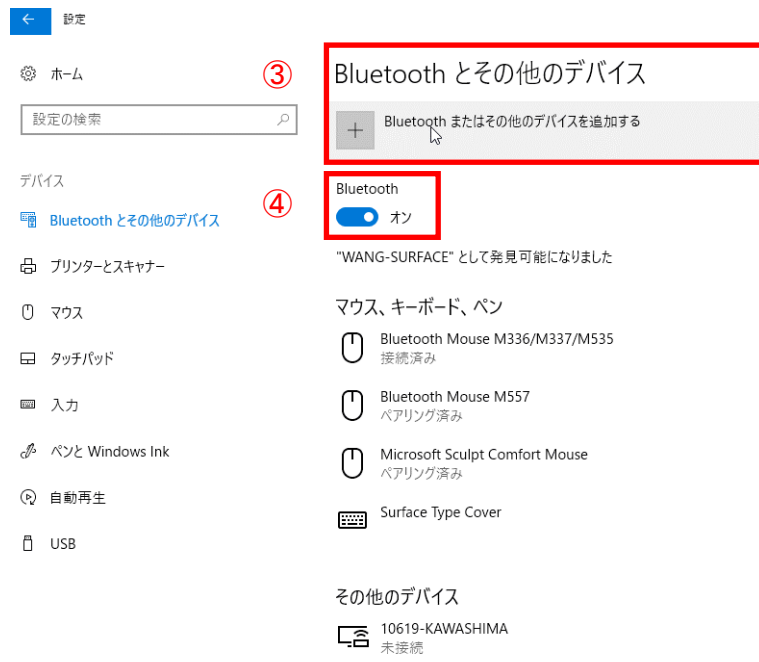 設定
ホーム
設定の検索
デバイス
Bluetooth とその他のデバイス
プリンターとスキャナー
マウス
タッチパッド
入力
ペンと Windows Ink
自動再生
USB
③
Bluetooth とその他のデバイス
Bluetooth またはその他のデバイスを追加する
④
Bluetooth
オン
"WANG-SURFACE" として発見可能になりました
マウス、キーボード、ペン
Bluetooth Mouse M336/M337/M535
接続済み
Bluetooth Mouse M557
ペアリング済み
Microsoft Sculpt Comfort Mouse
ペアリング済み
Surface Type Cover
その他のデバイス
10619-KAWASHIMA
未接続